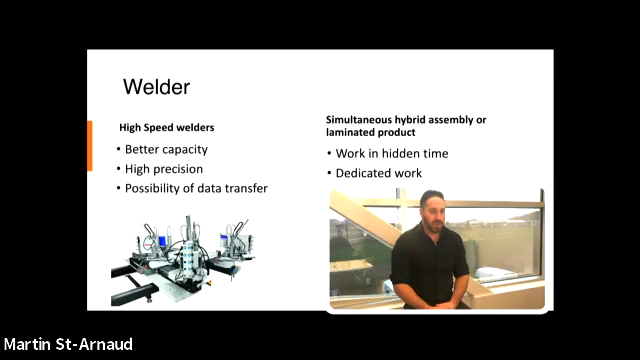 Welder
High Speed welders
• Better capacity
• High precision
• Possibility of data transfer
Simultaneous hybrid assembly or
laminated product
• Work in hidden time
• Dedicated work
Martin St-Arnaud